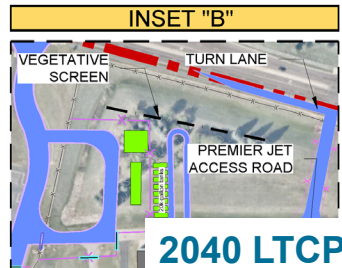 INSET "B"
VEGETATIVE
SCREEN
TURN LANE
PREMIER JET
ACCESS ROAD
2040 LTCP